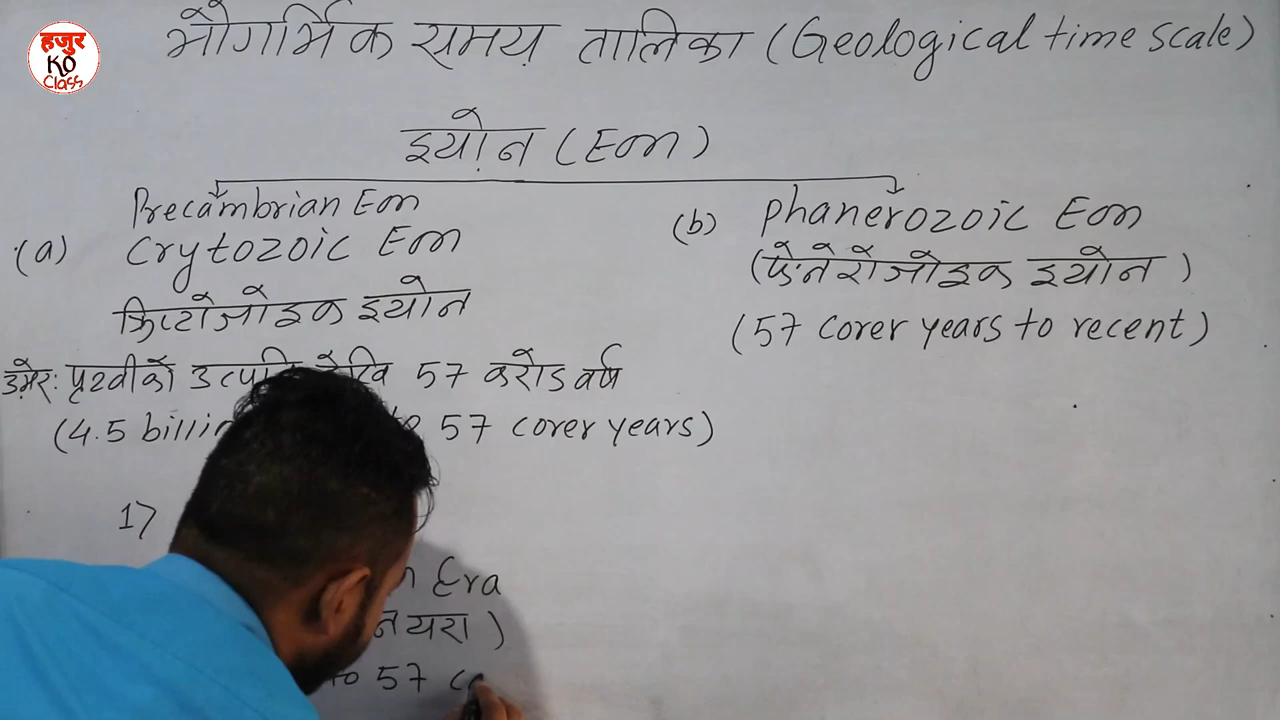 हजुर
KO
Class
भौगर्भिक समय तालिका (Geological time scale)
इयोन (Eon)
Precambrian Eon
(a) Crytozoic Eon
क्रिप्टोजोइक इयोन
उमेर: पृथ्वीको उत्पत्ति 57 करोड वर्ष
(4.5 57 corer years)
(b) Phanerozoic Eon
(फेनेरोजोइक इयोन)
(57 corer years to recent)
1)
Era
यरा)
to 57